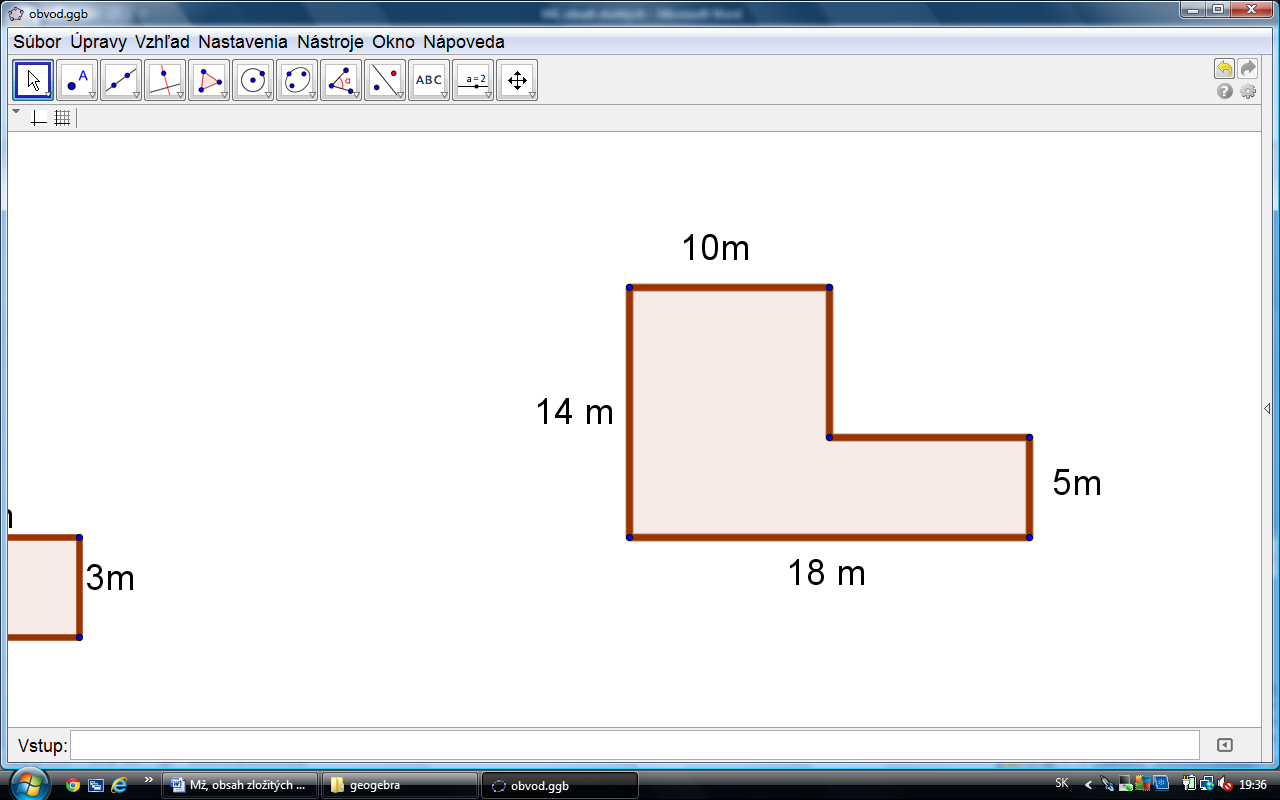 obvod.ggb
Súbor Úpravy Vzhľad Nastavenia Nástroje Okno Nápoveda
A
α
ABC
a=2
10m
14 m
5m
18 m
3m
Vstup:
Mž, obsah zložitých ...
geogebra
obvod.ggb
SK
19:36